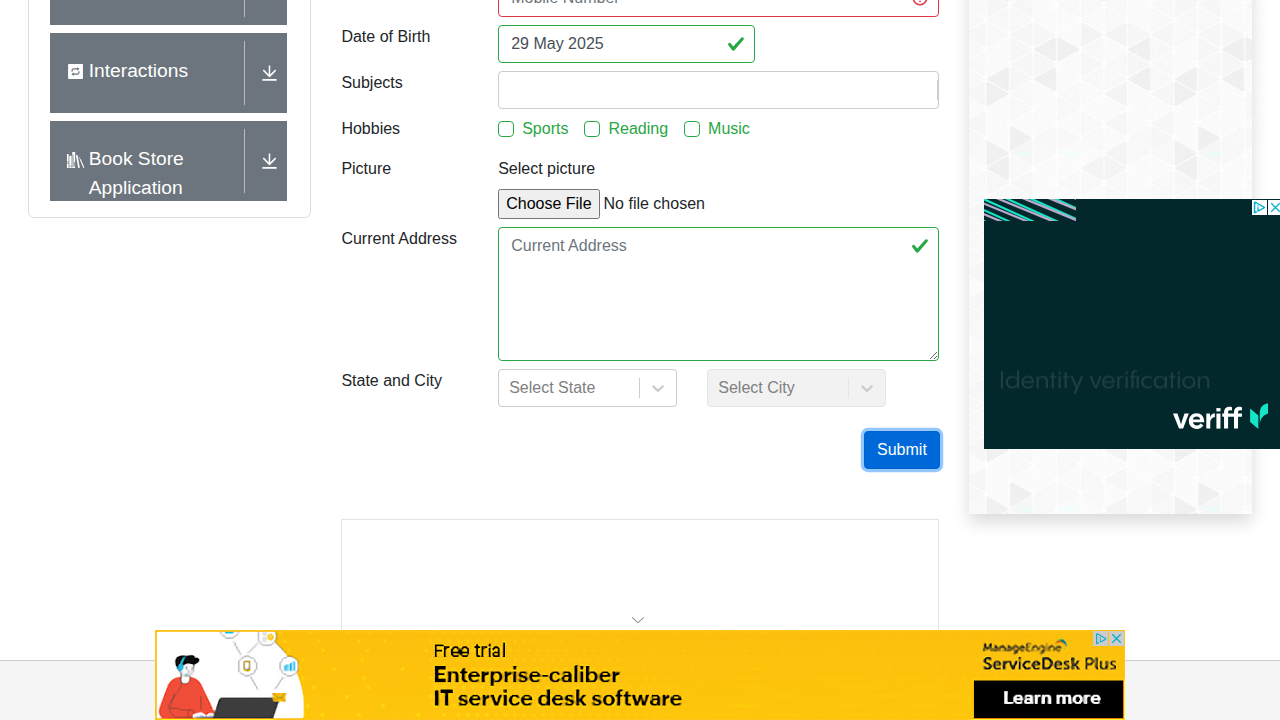 Mobile Number
Date of Birth
29 May 2025
Interactions
Subjects
Hobbies
Sports
Reading
Music
Book Store
Application
Picture
Select picture
Choose File
No file chosen
Current Address
Current Address
Identity verification
veriff
State and City
Select State
Select City
Submit
Free trial
Enterprise-caliber
IT service desk software
ManageEngine
ServiceDesk Plus
Learn more